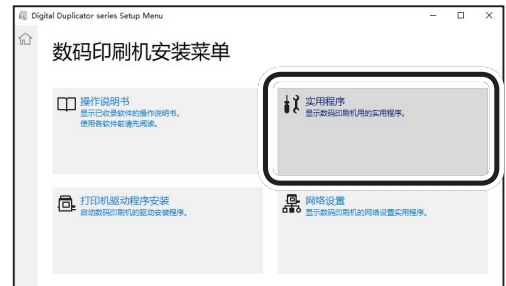 Digital Duplicator series Setup Menu
数码印刷机安装菜单
操作说明书
显示已收录软件的操作说明书。
使用各软件前请先阅读。
实用程序
显示数码印刷机用的实用程序。
打印机驱动程序安装
启动数码印刷机的驱动安装程序。
网络设置
显示数码印刷机的网络设置实用程序。